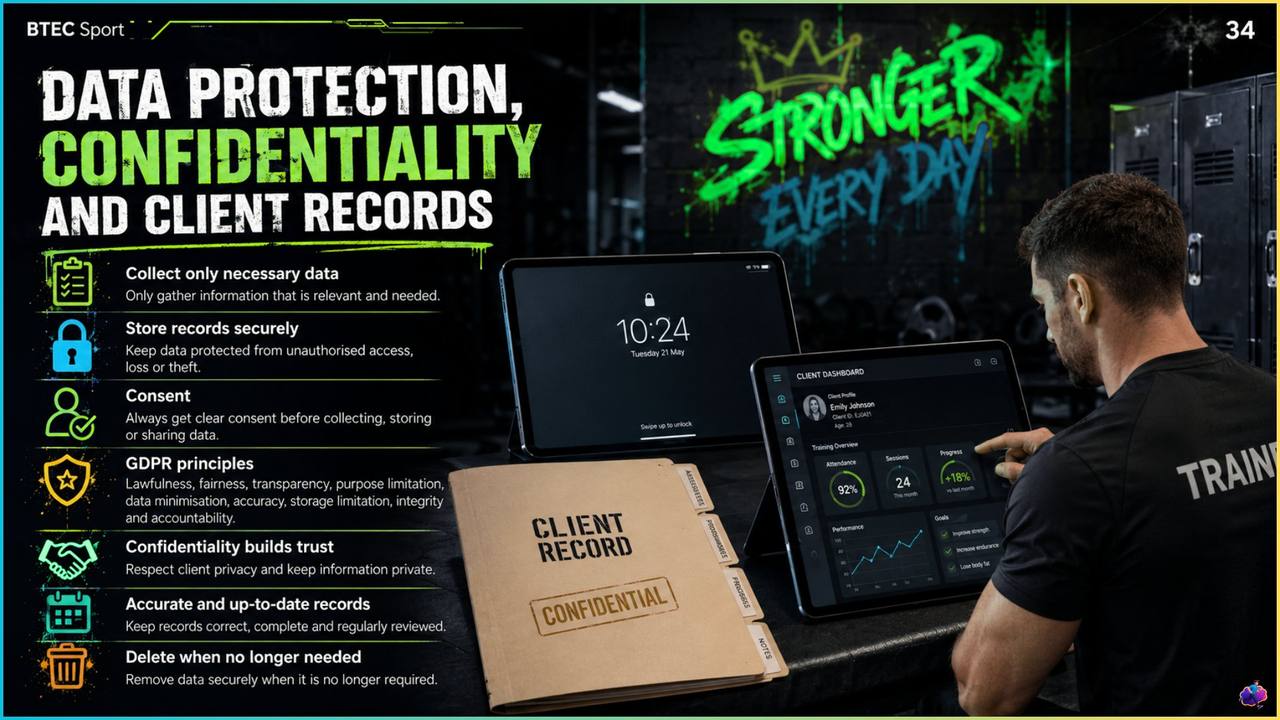 BTEC Sport
34
DATA PROTECTION,
CONFIDENTIALITY
AND CLIENT RECORDS
Collect only necessary data
Only gather information that is relevant and needed.
Store records securely
Keep data protected from unauthorised access,
loss or theft.
Consent
Always get clear consent before collecting, storing
or sharing data.
GDPR principles
Lawfulness, fairness, transparency, purpose limitation,
data minimisation, accuracy, storage limitation, integrity
and accountability.
Confidentiality builds trust
Respect client privacy and keep information private.
Accurate and up-to-date records
Keep records correct, complete and regularly reviewed.
Delete when no longer needed
Remove data securely when it is no longer required.
STRONGER
EVERY DAY
10:24
Tuesday 21 May
Swipe up to unlock
CLIENT DASHBOARD
Client Profile
Emily Johnson
Age: 28
Training Overview
Attendance
92%
Sessions
24
This month
Progress
+18%
vs last month
Performance
Goals
Improve strength
Increase endurance
Lose body fat
CLIENT
RECORD
CONFIDENTIAL
NOTES
TRAINE